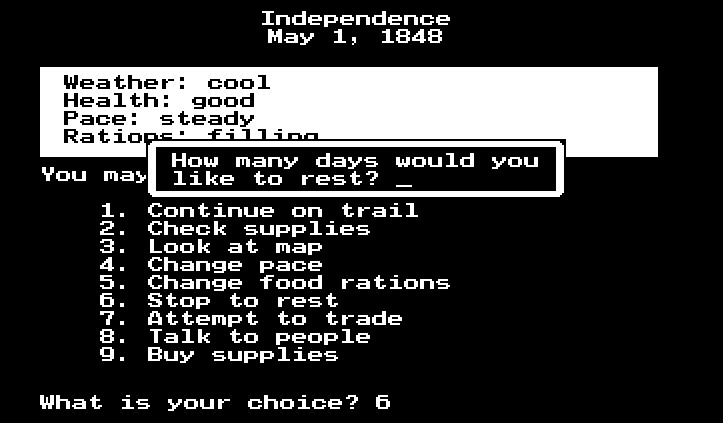 Independence
May 1, 1848
Weather: cool
Health: good
Pace: steady
Rations: filling
You may
How many days would you
like to rest? _
1. Continue on trail
2. Check supplies
3. Look at map
4. Change pace
5. Change food rations
6. Stop to rest
7. Attempt to trade
8. Talk to people
9. Buy supplies
What is your choice? 6